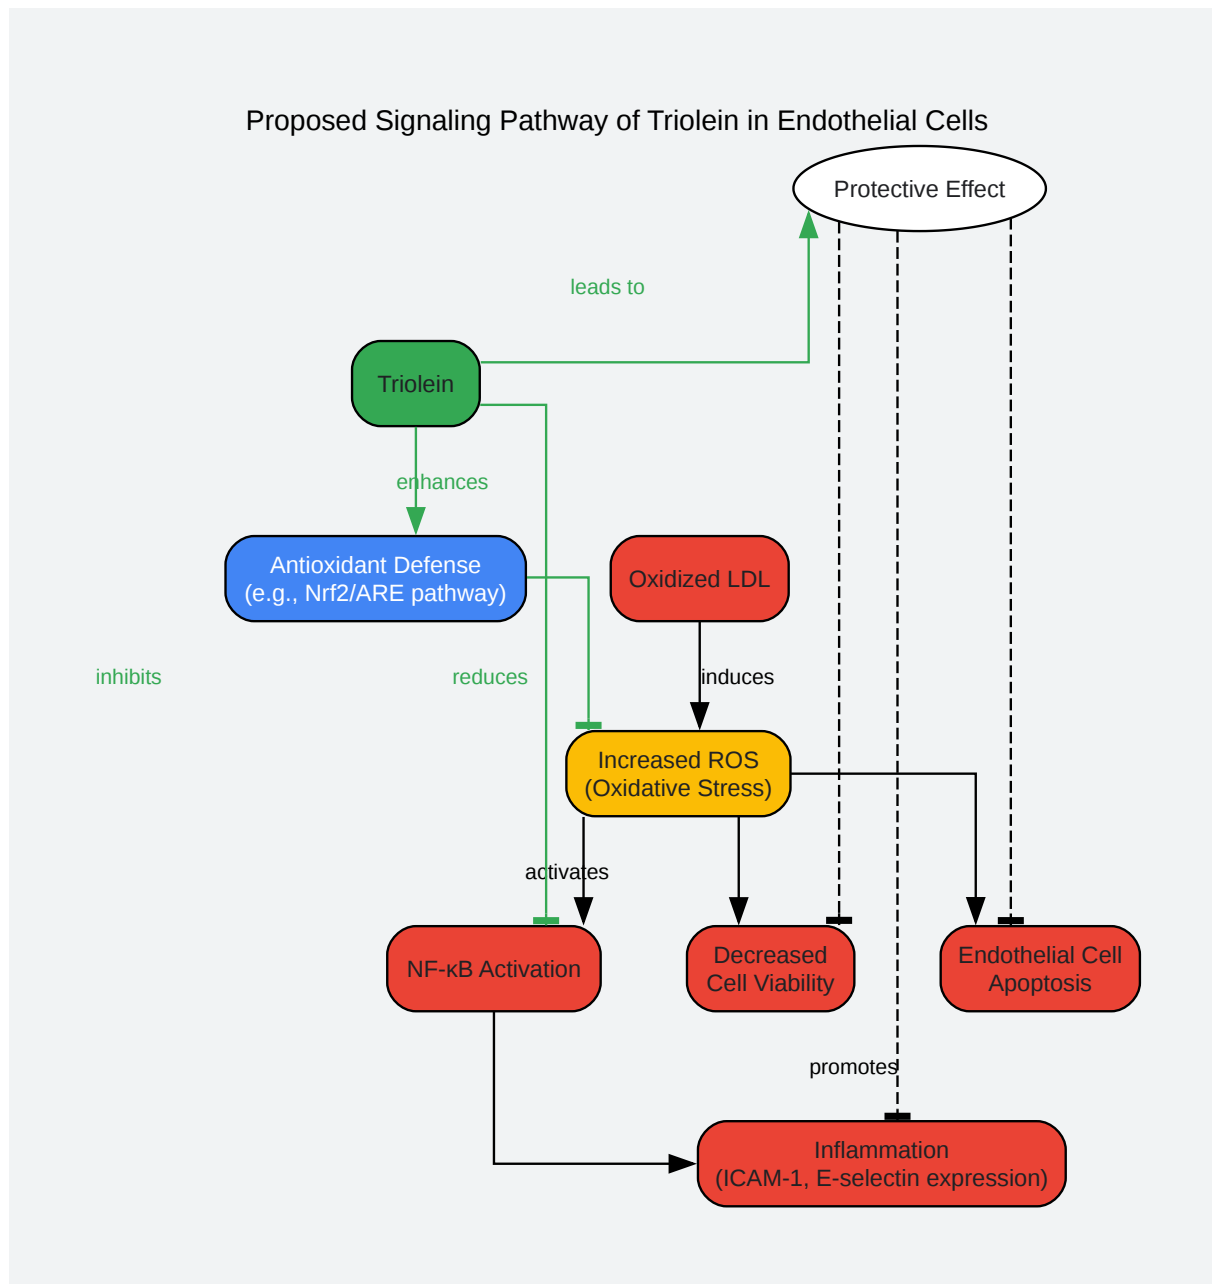 Proposed Signaling Pathway of Triolein in Endothelial Cells
Protective Effect
leads to
Triolein
enhances
Antioxidant Defense
(e.g., Nrf2/ARE pathway)
Oxidized LDL
inhibits
reduces
induces
Increased ROS
(Oxidative Stress)
activates
NF-κB Activation
Decreased
Cell Viability
Endothelial Cell
Apoptosis
promotes
Inflammation
(ICAM-1, E-selectin expression)